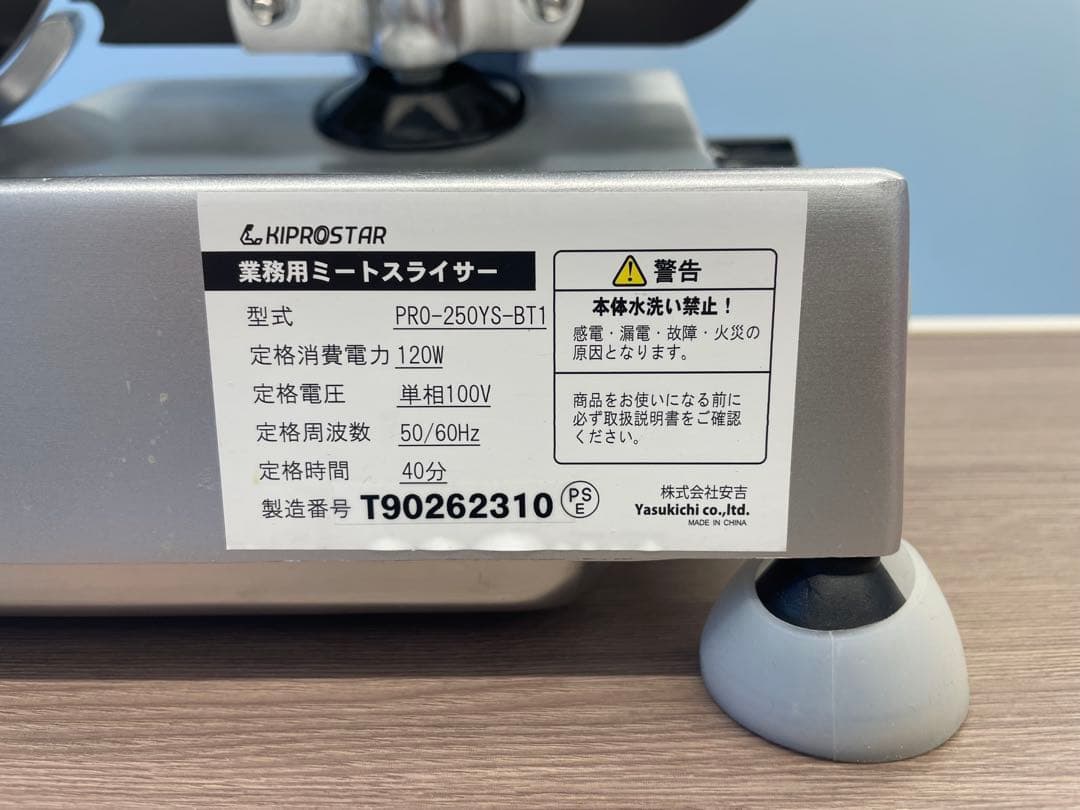 KIPROSTAR
業務用ミートスライサー
型式 PRO-250YS-BT1
定格消費電力 120W
定格電圧 単相100V
定格周波数 50/60Hz
定格時間 40分
製造番号 T90262310
PS
E
警告
本体水洗い禁止！
感電・漏電・故障・火災の
原因となります。
商品をお使いになる前に
必ず取扱説明書をご確認
ください。
株式会社安吉
Yasukichi co.,ltd.
MADE IN CHINA